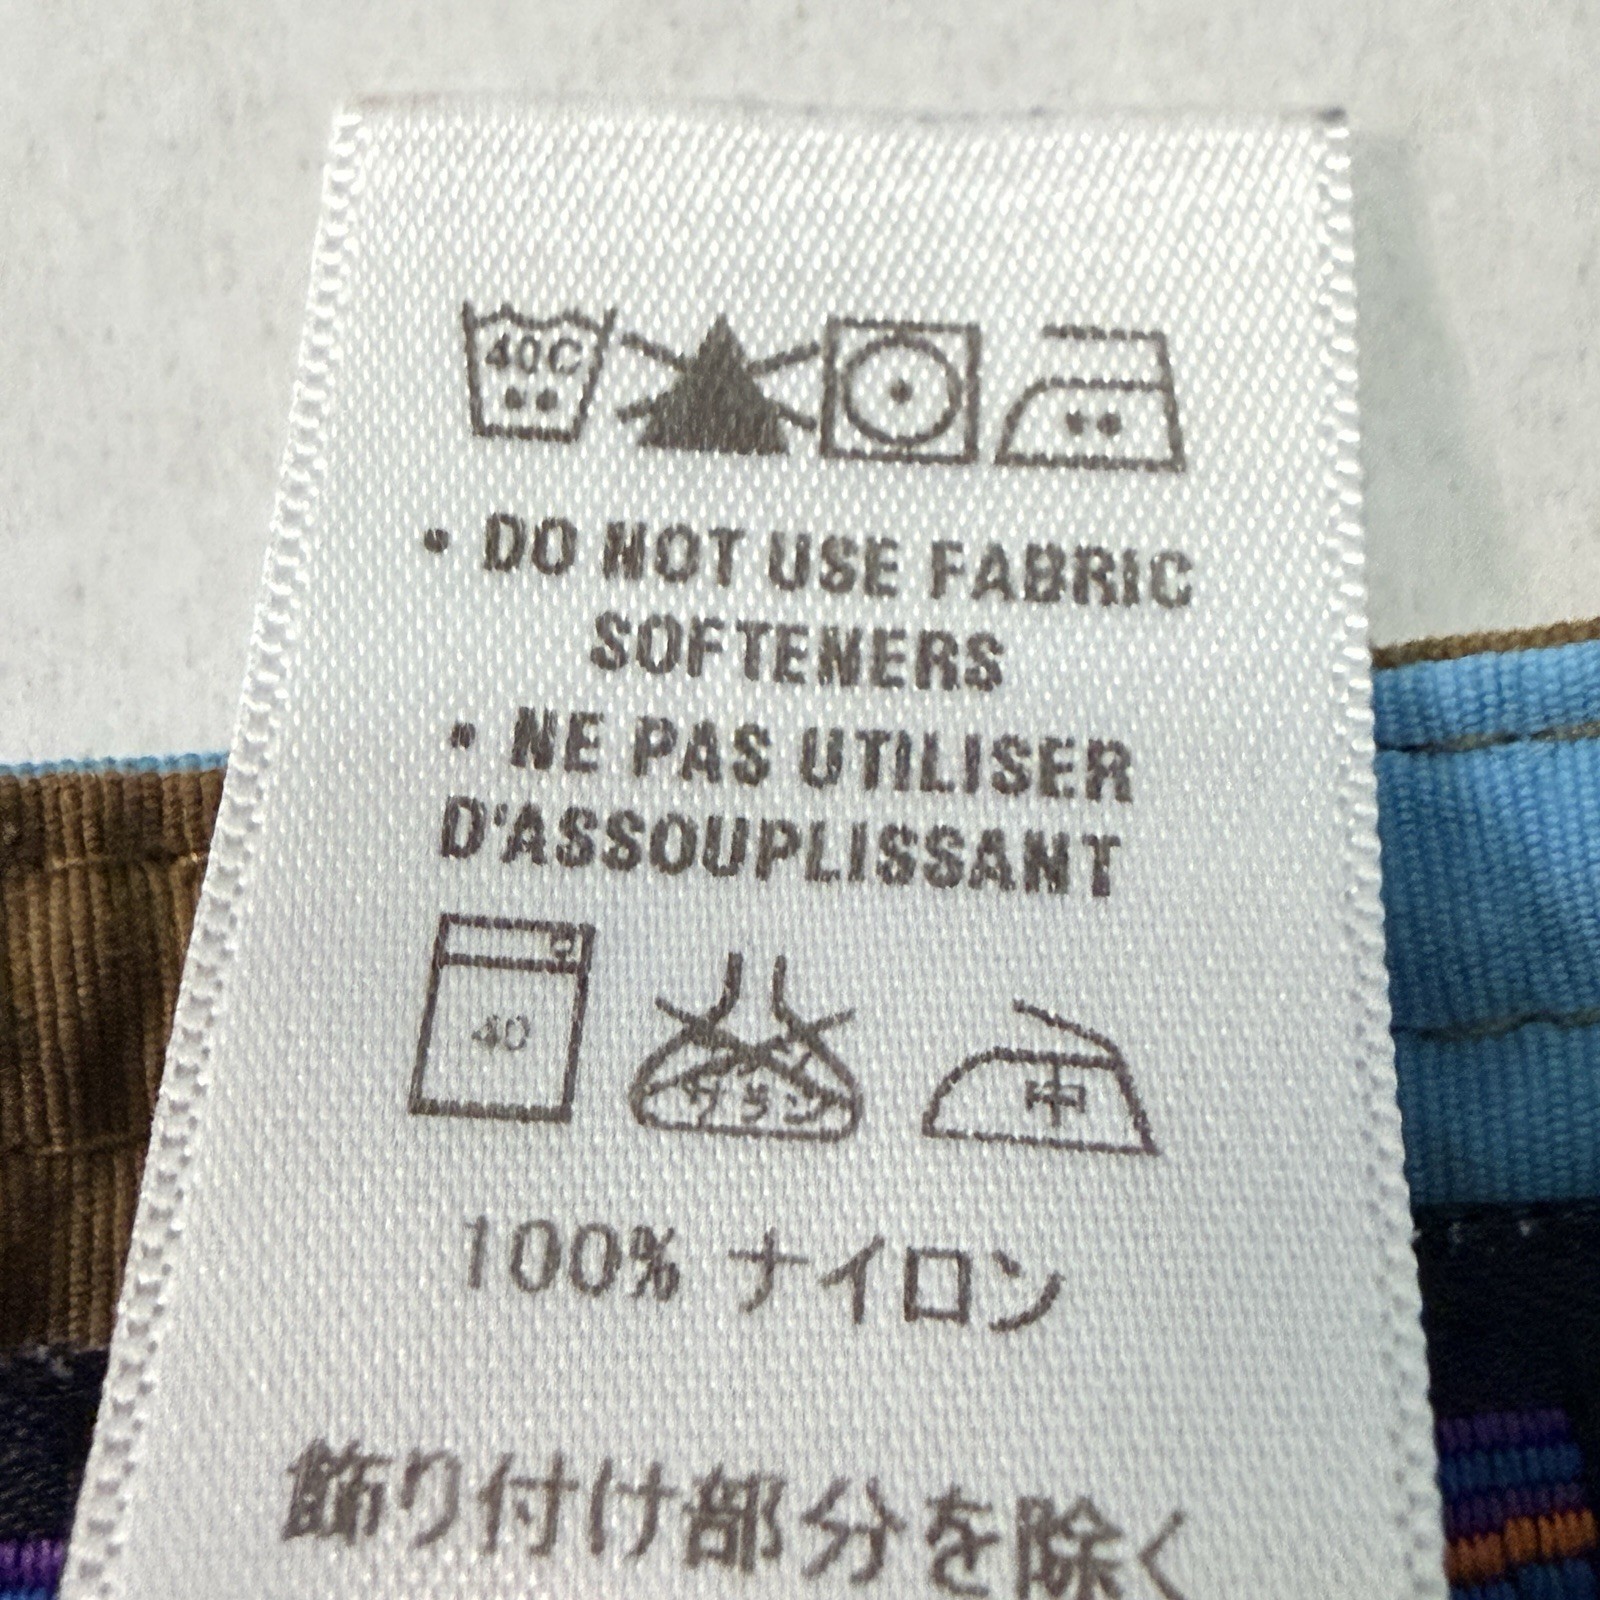 40C
• DO NOT USE FABRIC
SOFTENERS
• NE PAS UTILISER
D'ASSOUPLISSANT
40
中
100% ナイロン
飾り付け部分を除く